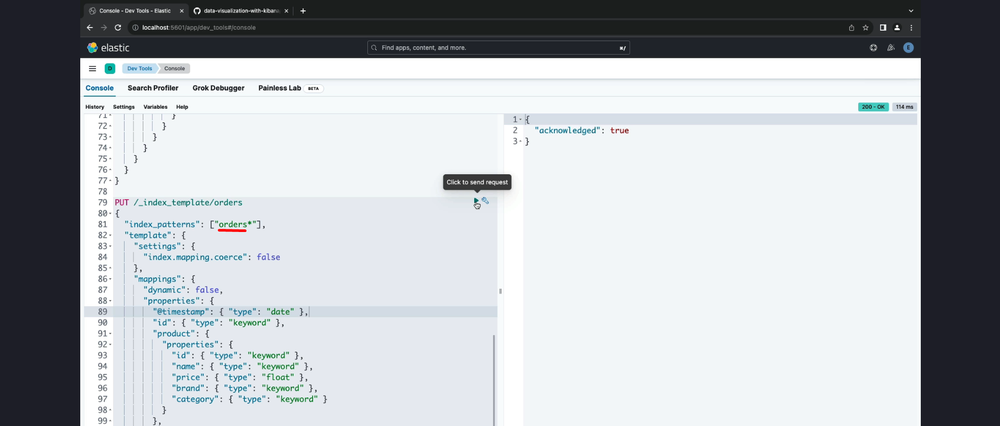 Console - Dev Tools - Elastic
data-visualization-with-kibana
localhost:5601/app/dev_tools#/console
elastic
Find apps, content, and more.
⌘/
E
D
Dev Tools
Console
Console
Search Profiler
Grok Debugger
Painless Lab
BETA
History
Settings
Variables
Help
200 - OK
114 ms
71 }
72 }
73 }
74 }
75 }
76 }
77 }
78
Click to send request
79 PUT /_index_template/orders
80 {
81 "index_patterns": ["orders*"],
82 "template": {
83 "settings": {
84 "index.mapping.coerce": false
85 },
86 "mappings": {
87 "dynamic": false,
88 "properties": {
89 "@timestamp": { "type": "date" },
90 "id": { "type": "keyword" },
91 "product": {
92 "properties": {
93 "id": { "type": "keyword" },
94 "name": { "type": "keyword" },
95 "price": { "type": "float" },
96 "brand": { "type": "keyword" },
97 "category": { "type": "keyword" }
98 }
99 },
1 {
2 "acknowledged": true
3 }